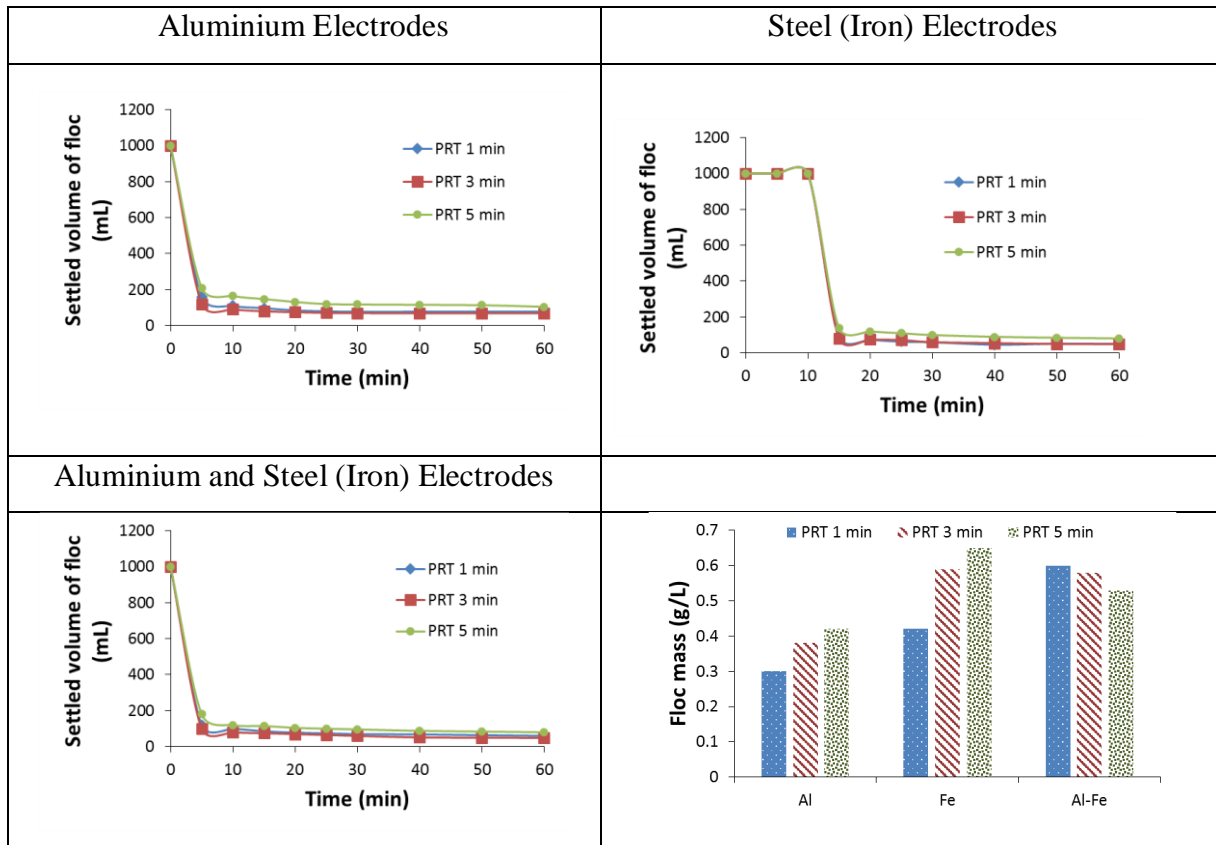 Aluminium Electrodes
Steel (Iron) Electrodes
1200
1000
800
600
400
200
0
Settled volume of floc
(mL)
PRT 1 min
PRT 3 min
PRT 5 min
0 10 20 30 40 50 60
Time (min)
1200
1000
800
600
400
200
0
Settled volume of floc
(mL)
PRT 1 min
PRT 3 min
PRT 5 min
0 10 20 30 40 50 60
Time (min)
Aluminium and Steel (Iron) Electrodes
1200
1000
800
600
400
200
0
Settled volume of floc
(mL)
PRT 1 min
PRT 3 min
PRT 5 min
0 10 20 30 40 50 60
Time (min)
PRT 1 min PRT 3 min PRT 5 min
0.7
0.6
0.5
0.4
0.3
0.2
0.1
0
Floc mass (g/L)
Al Fe Al-Fe